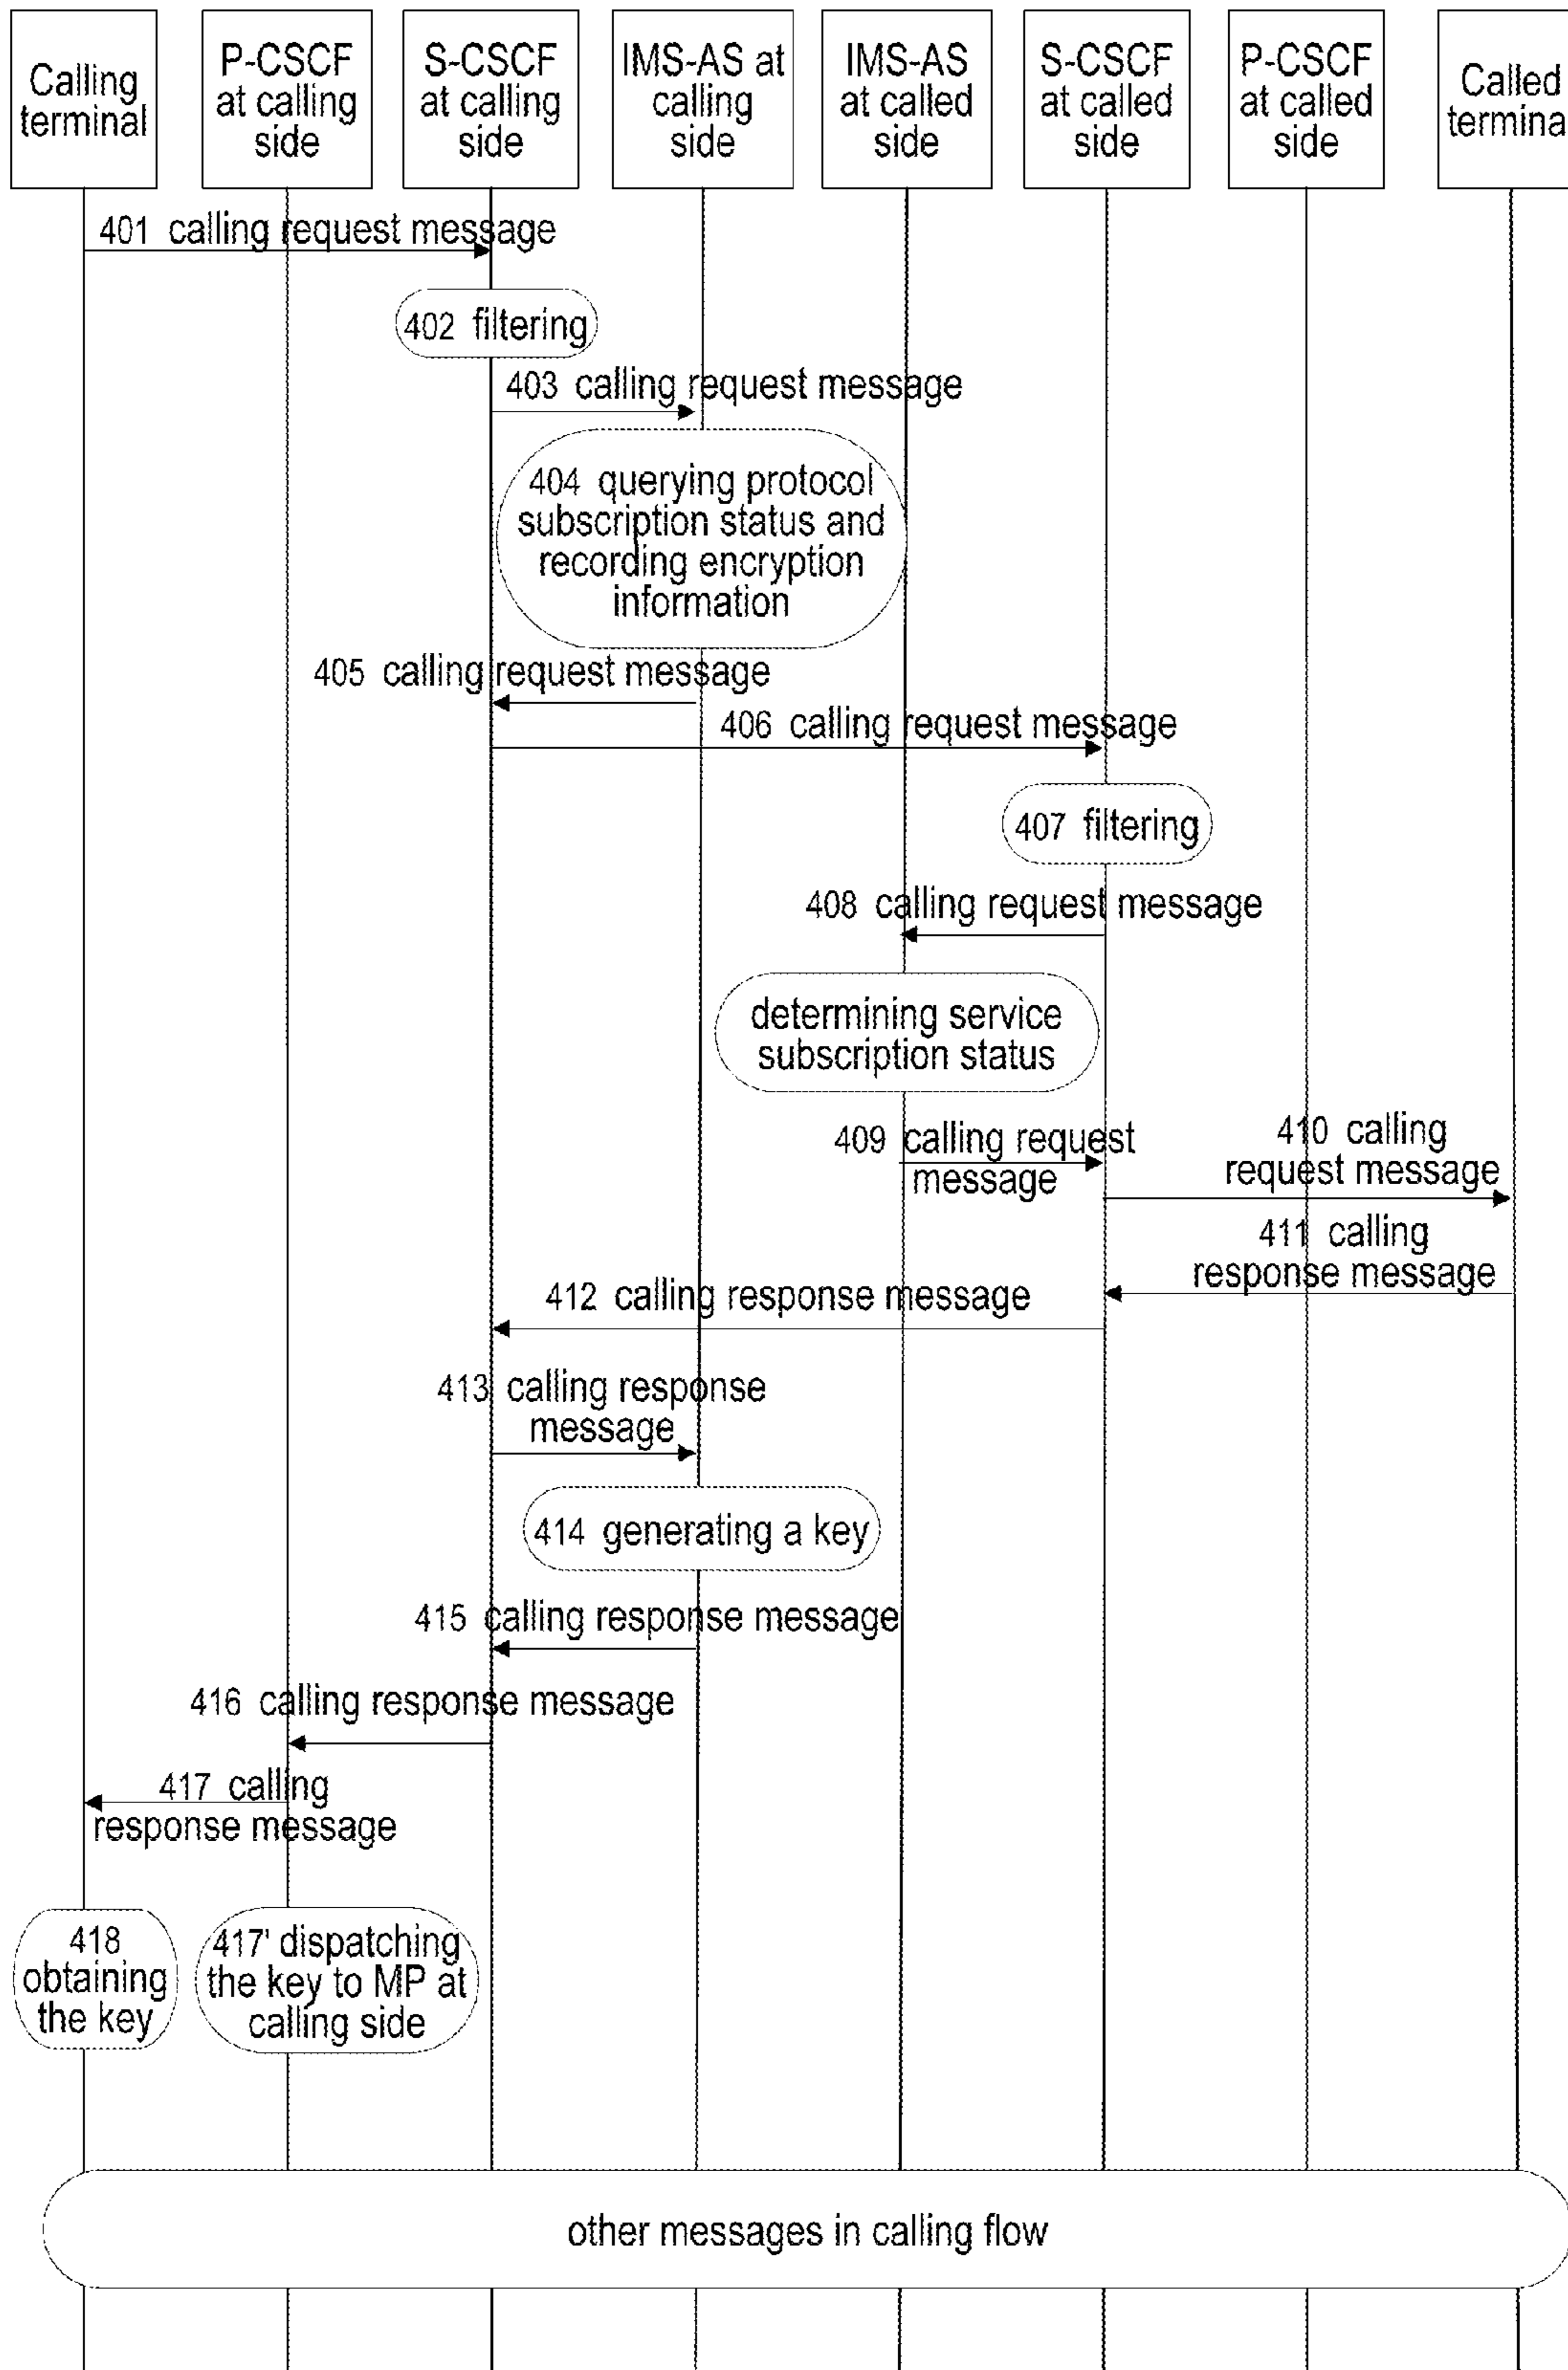 Calling
terminal
P-CSCF
at calling
side
S-CSCF
at calling
side
IMS-AS at
calling
side
IMS-AS
at called
side
S-CSCF
at called
side
P-CSCF
at called
side
Called
termina
401 calling request message
402 filtering
403 calling request message
404 querying protocol
subscription status and
recording encryption
information
405 calling request message
406 calling request message
407 filtering
408 calling request message
determining service
subscription status
409 calling request
message
410 calling
request message
411 calling
response message
412 calling response message
413 calling response
message
414 generating a key
415 calling response message
416 calling response message
417 calling
response message
418
obtaining
the key
417' dispatching
the key to MP at
calling side
other messages in calling flow